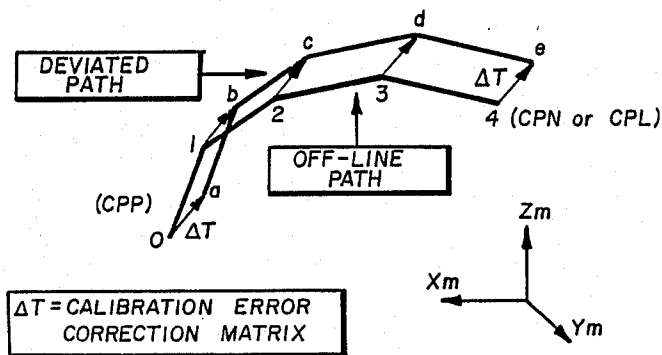 d
c
DEVIATED
PATH
e
ΔT
b
3
2
4 (CPN or CPL)
1
OFF-LINE
PATH
(CPP)
a
ΔT
0
Zm
Xm
Ym
ΔT = CALIBRATION ERROR
CORRECTION MATRIX